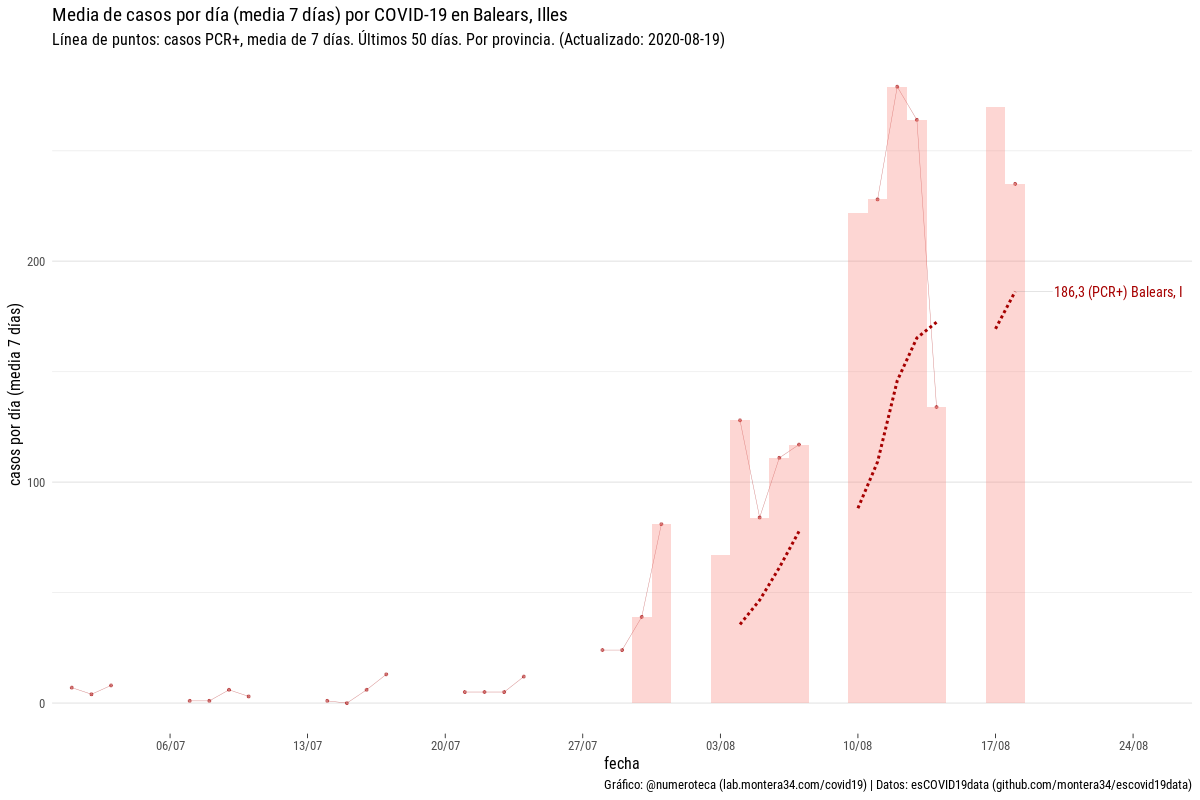 Media de casos por día (media 7 días) por COVID-19 en Balears, Illes
Línea de puntos: casos PCR+, media de 7 días. Últimos 50 días. Por provincia. (Actualizado: 2020-08-19)
casos por día (media 7 días)
200
100
0
186,3 (PCR+) Balears, I
06/07
13/07
20/07
27/07
03/08
10/08
17/08
24/08
fecha
Gráfico: @numeroteca (lab.montera34.com/covid19) | Datos: esCOVID19data (github.com/montera34/escovid19data)